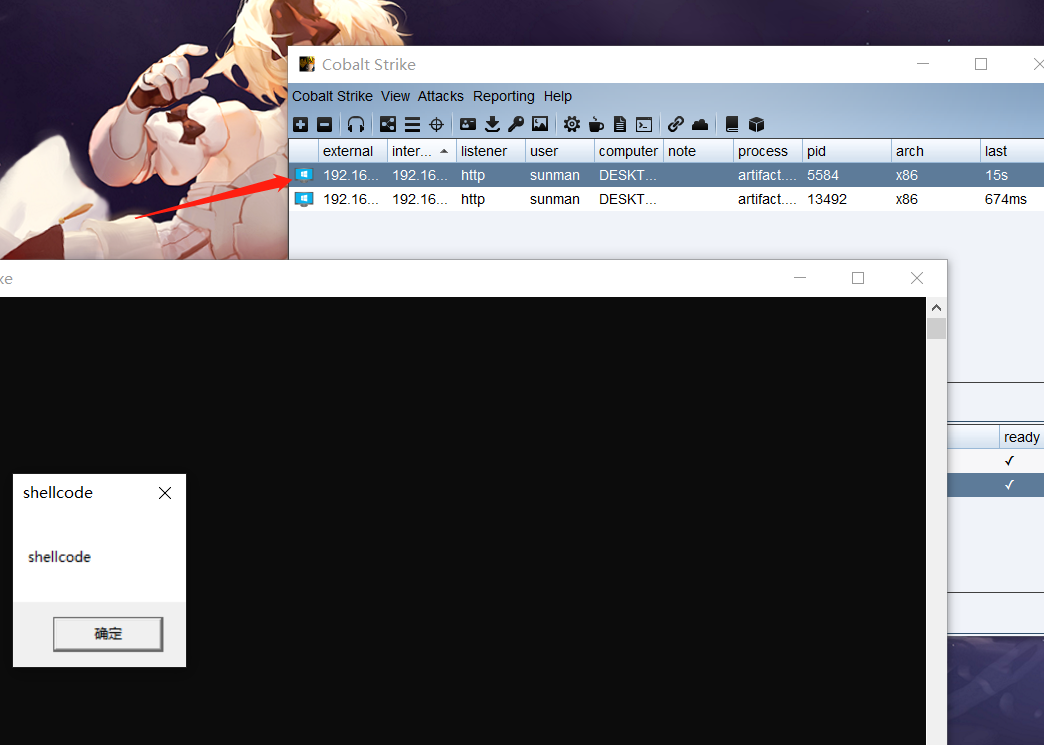 Cobalt Strike
Cobalt Strike View Attacks Reporting Help
external inter... listener user computer note process pid arch last
192.16... 192.16... http sunman DESKT... artifact.... 5584 x86 15s
192.16... 192.16... http sunman DESKT... artifact.... 13492 x86 674ms
ke
ready
✓
✓
shellcode
shellcode
确定